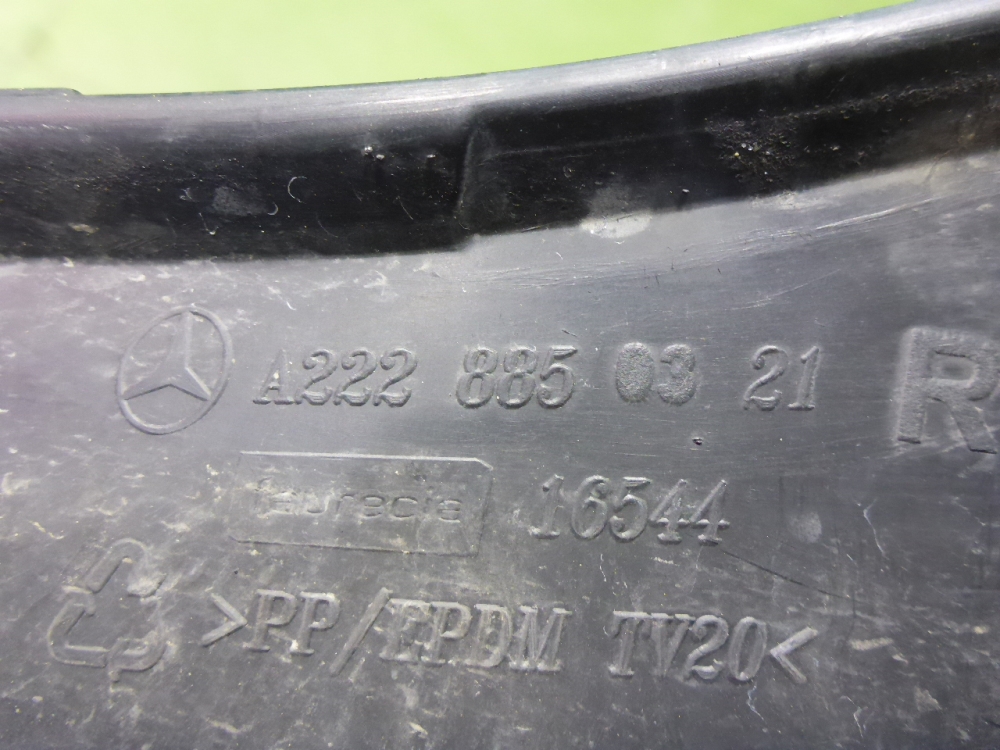 A222 885 03 21 R
faurecia 16544
>PP/EPDM TV20<